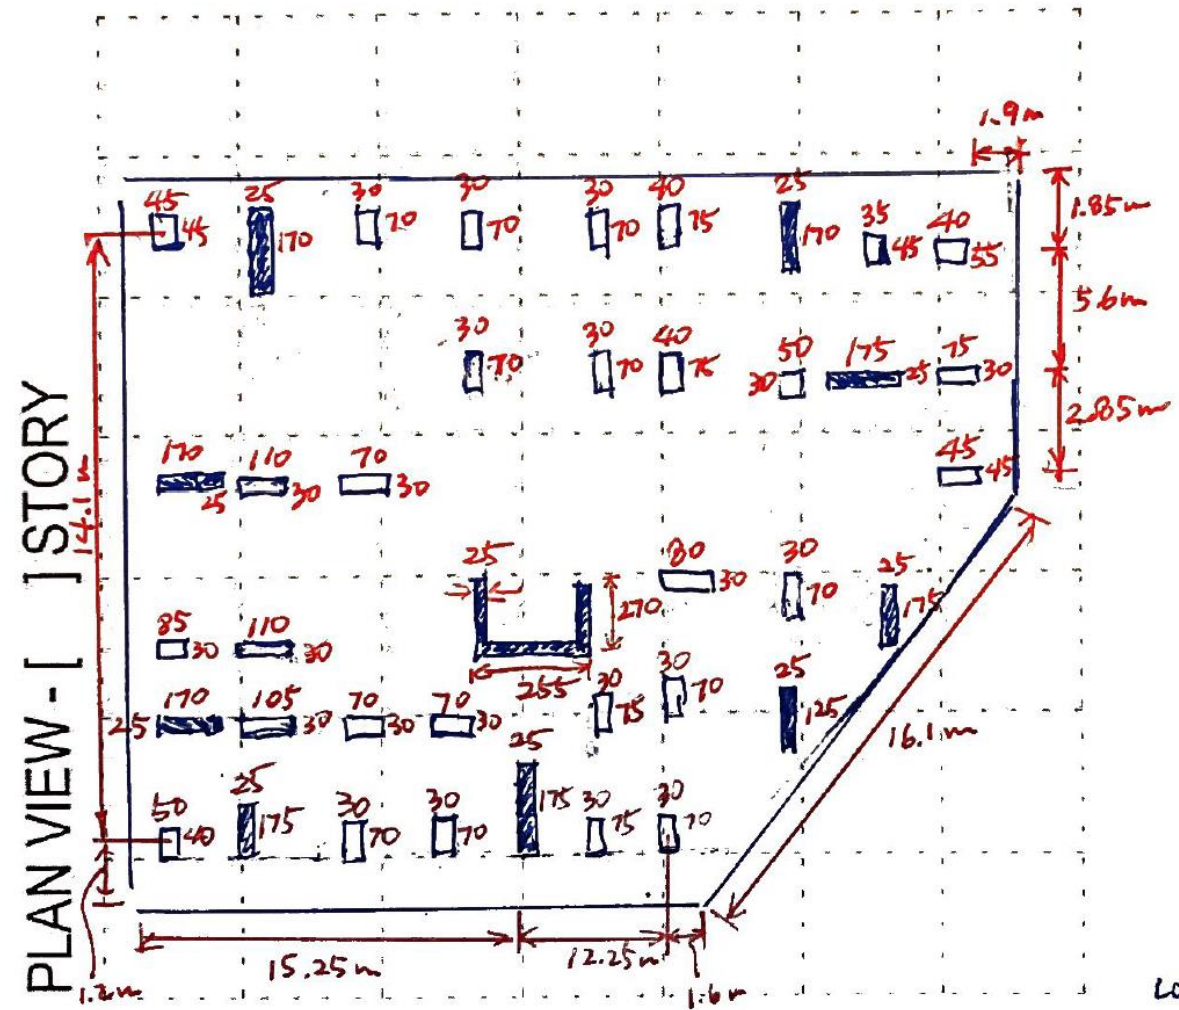 PLAN VIEW - [ ] STORY
1.9m
45 25 30 30 30 40 25 35 40
45 170 70 70 70 75 170 45 55
1.85m
5.6m
30 30 40 50 175 75
70 70 75 30 25 30
2.85m
14.1m
170 110 70 45
25 30 30 45
25 80 30 25
270 30 70 175
85 110
30 30
255 30 30 25
75 70 125
170 105 70 70
25 30 30 30
16.1m
50 25 30 30 25 30 30
40 175 70 70 175 75 70
15.25m 12.25m
1.2m 1.6m